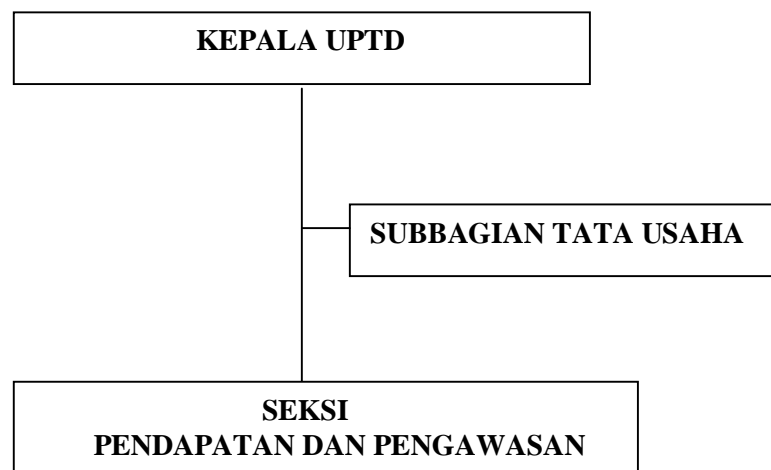 KEPALA UPTD
SUBBAGIAN TATA USAHA
SEKSI
PENDAPATAN DAN PENGAWASAN